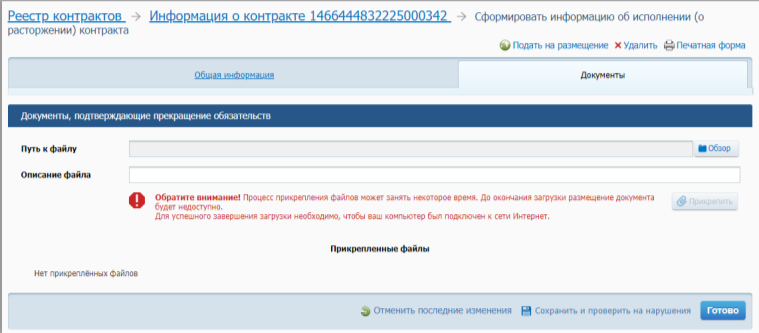 Реестр контрактов → Информация о контракте 1466444832225000342 → Сформировать информацию об исполнении (о
расторжении) контракта
Подать на размещение Удалить Печатная форма
Общая информация Документы
Документы, подтверждающие прекращение обязательств
Путь к файлу Обзор
Описание файла
Обратите внимание! Процесс прикрепления файлов может занять некоторое время. До окончания загрузки размещение документа
будет недоступно.
Прикрепить
Для успешного завершения загрузки необходимо, чтобы ваш компьютер был подключен к сети Интернет.
Прикрепленные файлы
Нет прикреплённых файлов
Отменить последние изменения Сохранить и проверить на нарушения Готово